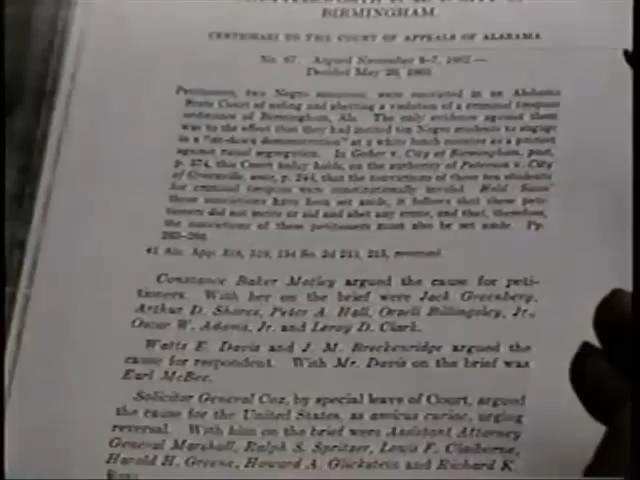 BIRMINGHAM
CERTIORARI TO THE COURT OF APPEALS OF ALABAMA
No. 67. Argued November 6-7, 1962.—
Decided May 20, 1963.
Petitioners, two Negro ministers, were convicted in an Alabama
State Court of aiding and abetting a violation of a criminal trespass
ordinance of Birmingham, Ala. The only evidence against them
was to the effect that they had incited ten Negro students to engage
in a "sit-down demonstration" at a white lunch counter as a protest
against racial segregation. In Gober v. City of Birmingham, post,
p. 374, this Court today holds, on the authority of Peterson v. City
of Greenville, ante, p. 244, that the convictions of those ten students
for criminal trespass were constitutionally invalid. Held: Since
those convictions have been set aside, it follows that these peti-
tioners did not incite or aid and abet any crime, and that, therefore,
the convictions of these petitioners must also be set aside. Pp.
41 Ala. App. 318, 319, 134 So. 2d 213, 215, reversed.
Constance Baker Motley argued the cause for peti-
tioners. With her on the brief were Jack Greenberg,
Arthur D. Shores, Peter A. Hall, Orzell Billingsley, Jr.,
Oscar W. Adams, Jr. and Leroy D. Clark.
Watts E. Davis and J. M. Breckenridge argued the
cause for respondent. With Mr. Davis on the brief was
Earl McBee.
Solicitor General Cox, by special leave of Court, argued
the cause for the United States, as amicus curiae, urging
reversal. With him on the brief were Assistant Attorney
General Marshall, Ralph S. Spritzer, Louis F. Claiborne,
Harold H. Greene, Howard A. Glickstein and Richard K.